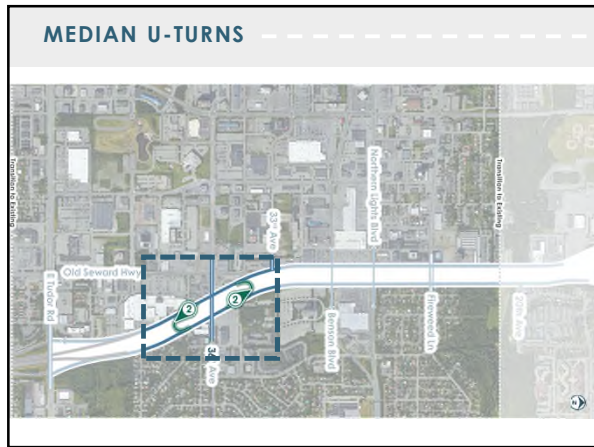 MEDIAN U-TURNS
Transition to Existing
E Tudor Rd
Old Seward Hwy
2
2
36th Ave
33rd Ave
Benson Blvd
Northern Lights Blvd
Fireweed Ln
Transition to Existing
20th Ave